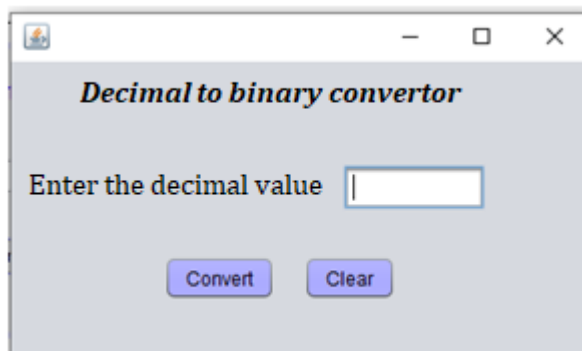 Decimal to binary convertor
Enter the decimal value
Convert Clear